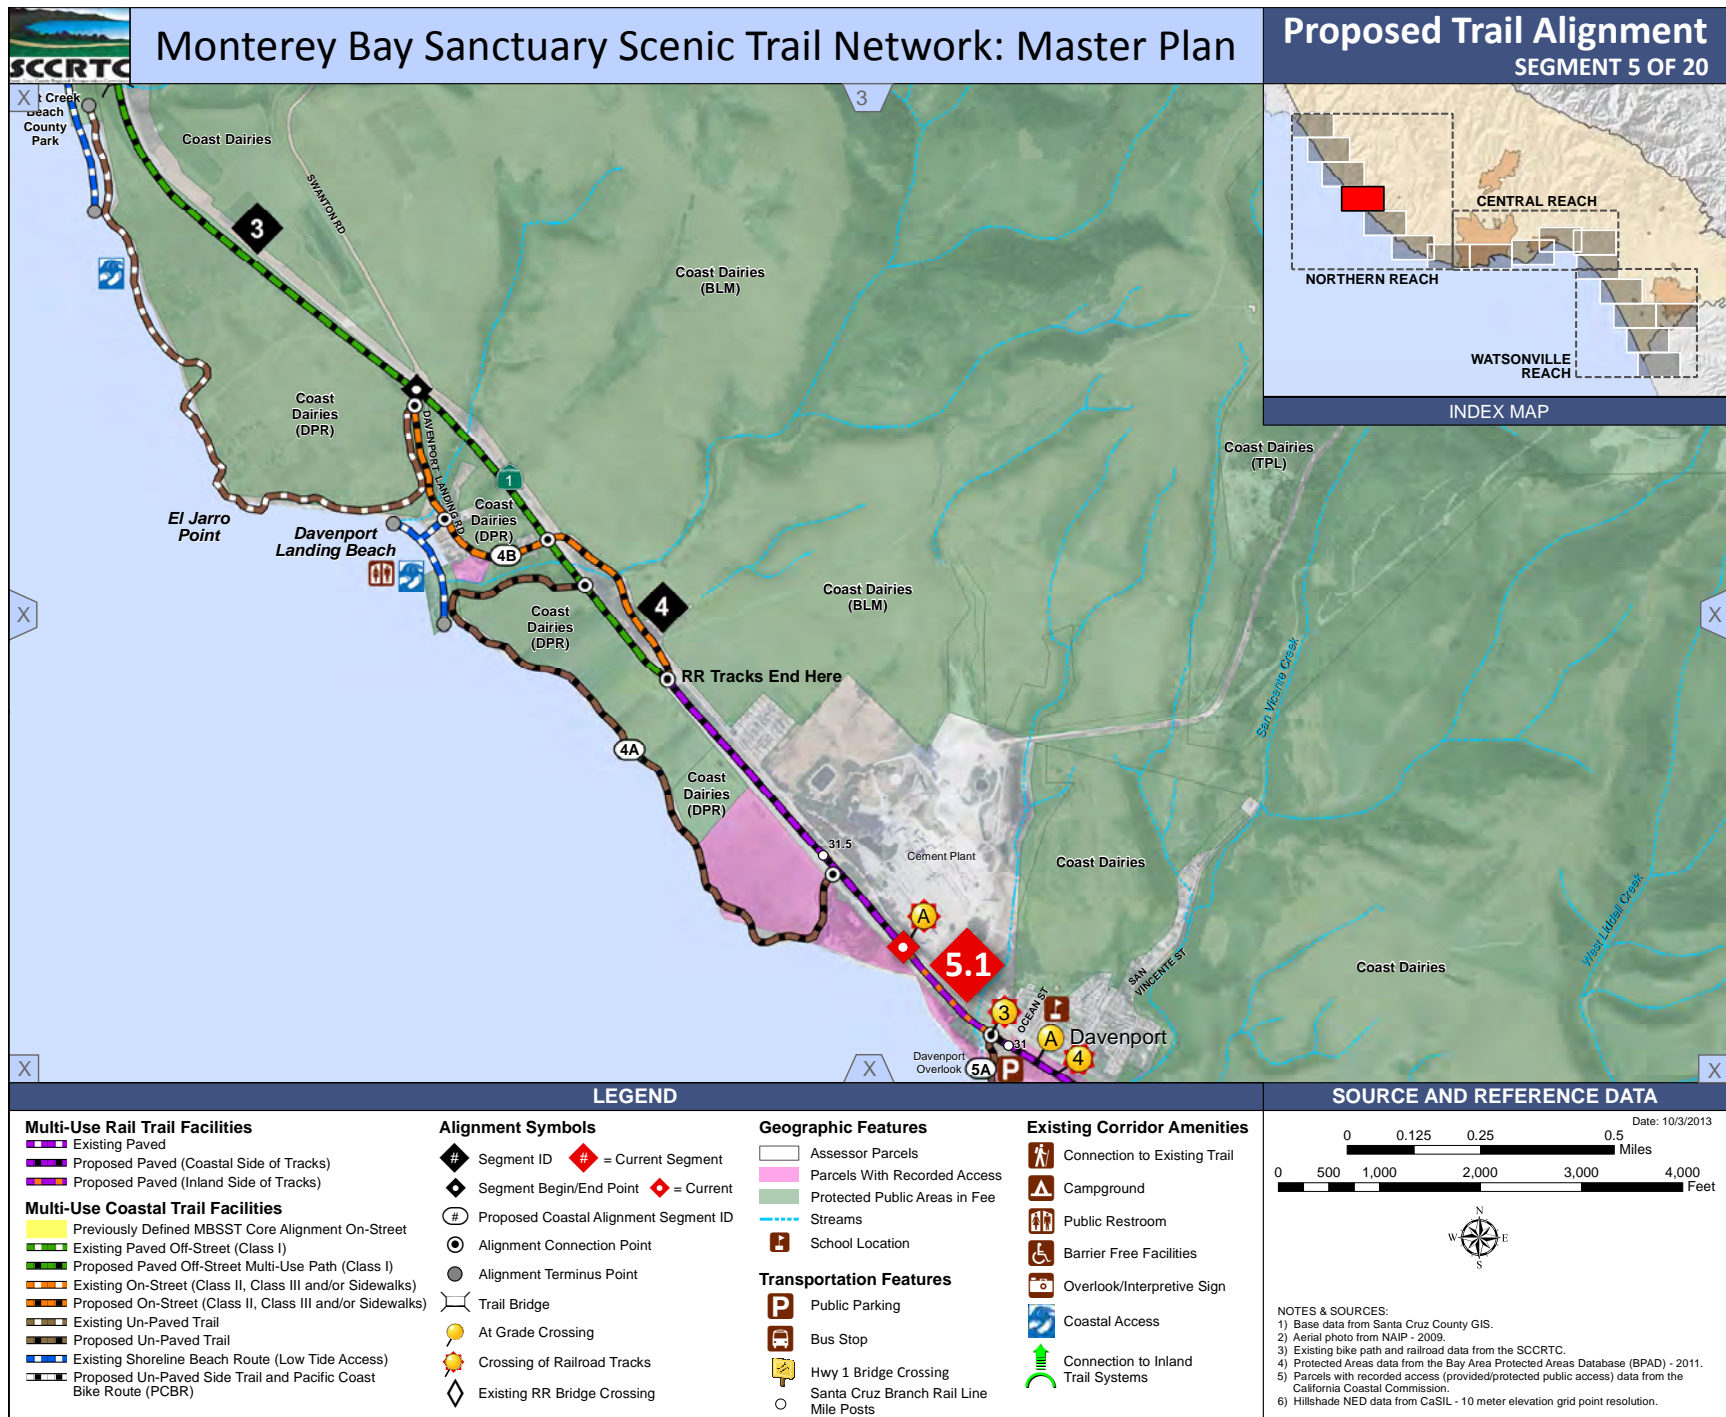 SCCRTC
Monterey Bay Sanctuary Scenic Trail Network: Master Plan
Proposed Trail Alignment
SEGMENT 5 OF 20
X
t Creek
Beach
County
Park
Coast Dairies
SWANTON RD
3
3
Coast Dairies
(BLM)
CENTRAL REACH
NORTHERN REACH
WATSONVILLE
REACH
INDEX MAP
Coast
Dairies
(DPR)
DAVENPORT LANDING RD
1
Coast
Dairies
(DPR)
El Jarro
Point
Davenport
Landing Beach
4B
Coast Dairies
(TPL)
Coast Dairies
(BLM)
4
X
X
Coast
Dairies
(DPR)
RR Tracks End Here
San Vicente Creek
4A
Coast
Dairies
(DPR)
31.5
Cement Plant
Coast Dairies
A
5.1
West Liddell Creek
Coast Dairies
SAN
VINCENTE ST
OCEAN ST
3
31
A
Davenport
4
Davenport
Overlook
5A
P
X
X
X
LEGEND
Multi-Use Rail Trail Facilities
Existing Paved
Proposed Paved (Coastal Side of Tracks)
Proposed Paved (Inland Side of Tracks)
Multi-Use Coastal Trail Facilities
Previously Defined MBSST Core Alignment On-Street
Existing Paved Off-Street (Class I)
Proposed Paved Off-Street Multi-Use Path (Class I)
Existing On-Street (Class II, Class III and/or Sidewalks)
Proposed On-Street (Class II, Class III and/or Sidewalks)
Existing Un-Paved Trail
Proposed Un-Paved Trail
Existing Shoreline Beach Route (Low Tide Access)
Proposed Un-Paved Side Trail and Pacific Coast
Bike Route (PCBR)
Alignment Symbols
# Segment ID # = Current Segment
Segment Begin/End Point = Current
# Proposed Coastal Alignment Segment ID
Alignment Connection Point
Alignment Terminus Point
Trail Bridge
At Grade Crossing
Crossing of Railroad Tracks
Existing RR Bridge Crossing
Geographic Features
Assessor Parcels
Parcels With Recorded Access
Protected Public Areas in Fee
Streams
School Location
Transportation Features
P Public Parking
Bus Stop
Hwy 1 Bridge Crossing
Santa Cruz Branch Rail Line
Mile Posts
Existing Corridor Amenities
Connection to Existing Trail
Campground
Public Restroom
Barrier Free Facilities
Overlook/Interpretive Sign
Coastal Access
Connection to Inland
Trail Systems
SOURCE AND REFERENCE DATA
Date: 10/3/2013
0 0.125 0.25 0.5
Miles
0 500 1,000 2,000 3,000 4,000
Feet
N
W E
S
NOTES & SOURCES:
1) Base data from Santa Cruz County GIS.
2) Aerial photo from NAIP - 2009.
3) Existing bike path and railroad data from the SCCRTC.
4) Protected Areas data from the Bay Area Protected Areas Database (BPAD) - 2011.
5) Parcels with recorded access (provided/protected public access) data from the
California Coastal Commission.
6) Hillshade NED data from CaSIL - 10 meter elevation grid point resolution.